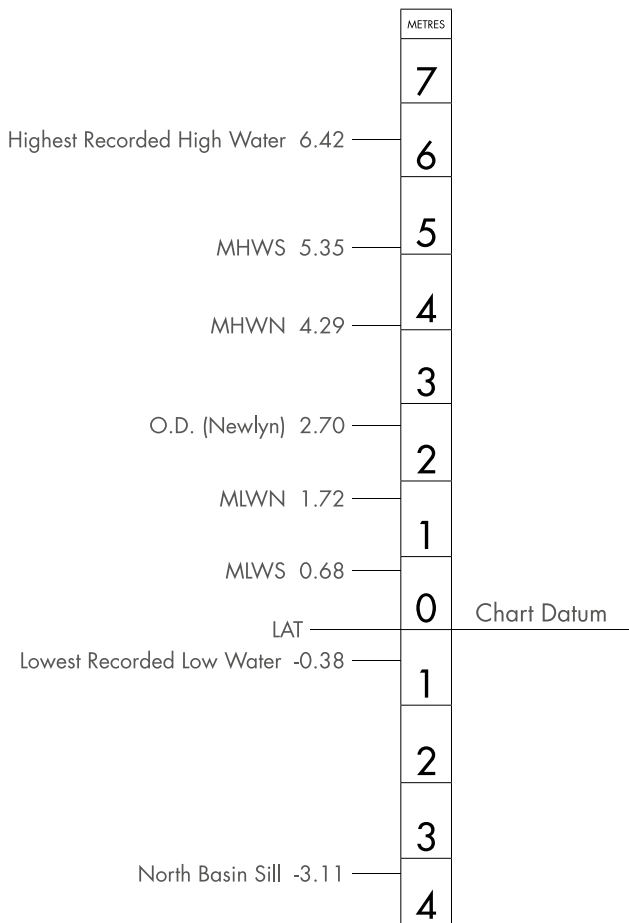 METRES
7
Highest Recorded High Water 6.42
6
5
MHWS 5.35
4
MHWN 4.29
3
O.D. (Newlyn) 2.70
2
MLWN 1.72
1
MLWS 0.68
0
Chart Datum
LAT
Lowest Recorded Low Water -0.38
1
2
3
North Basin Sill -3.11
4